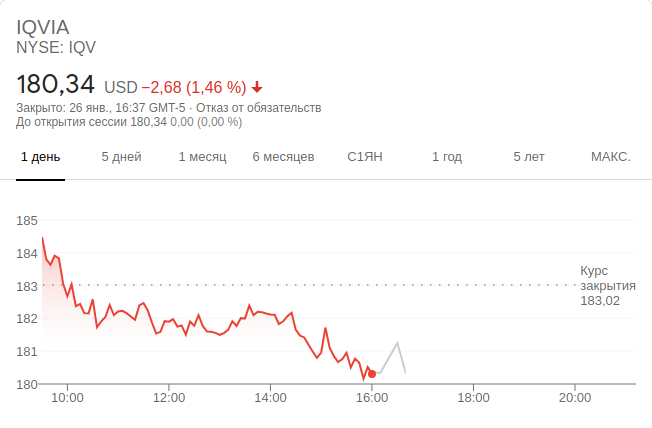 IQVIA
NYSE: IQV
180,34 USD −2,68 (1,46 %)
Закрыто: 26 янв., 16:37 GMT-5 · Отказ от обязательств
До открытия сессии 180,34 0,00 (0,00 %)
1 день 5 дней 1 месяц 6 месяцев С1ЯН 1 год 5 лет МАКС.
185
184
Курс
183 закрытия
183,02
182
181
180
10:00 12:00 14:00 16:00 18:00 20:00